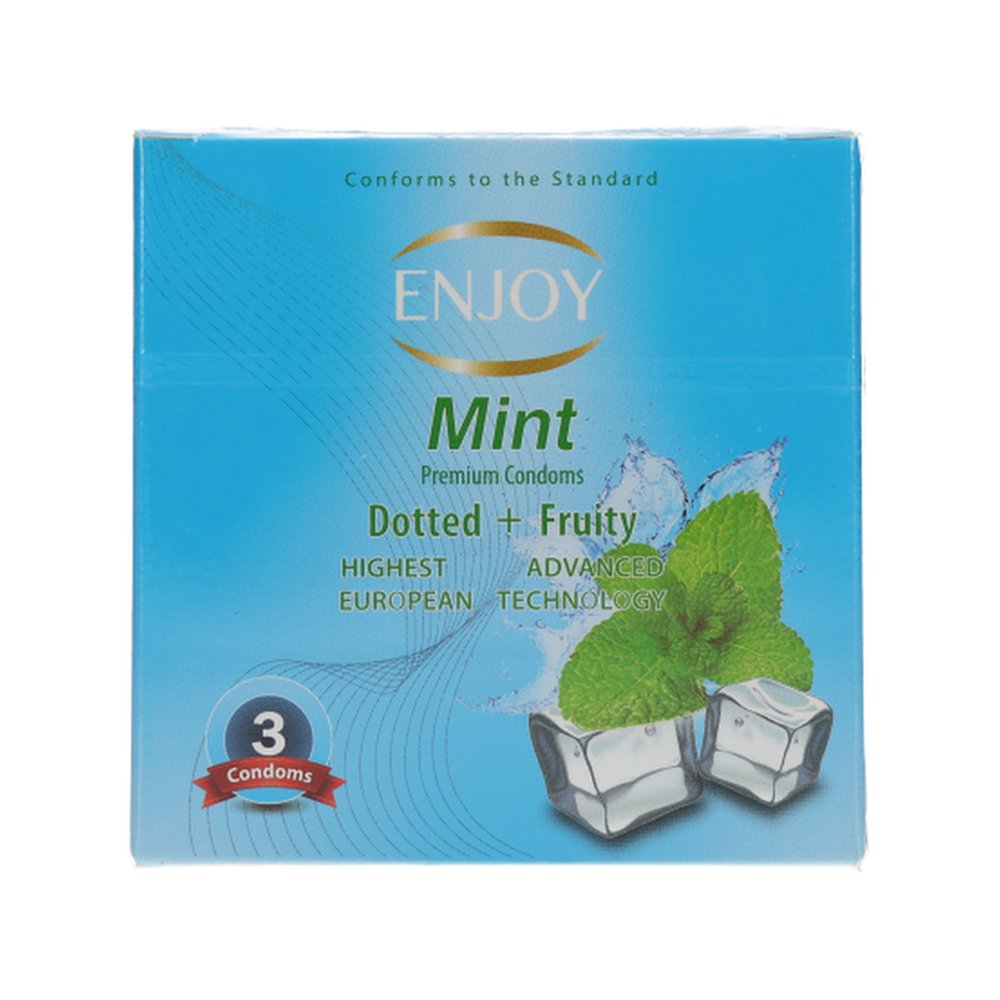 Conforms to the Standard
ENJOY
Mint
Premium Condoms
Dotted + Fruity
HIGHEST ADVANCED
EUROPEAN TECHNOLOGY
3
Condoms